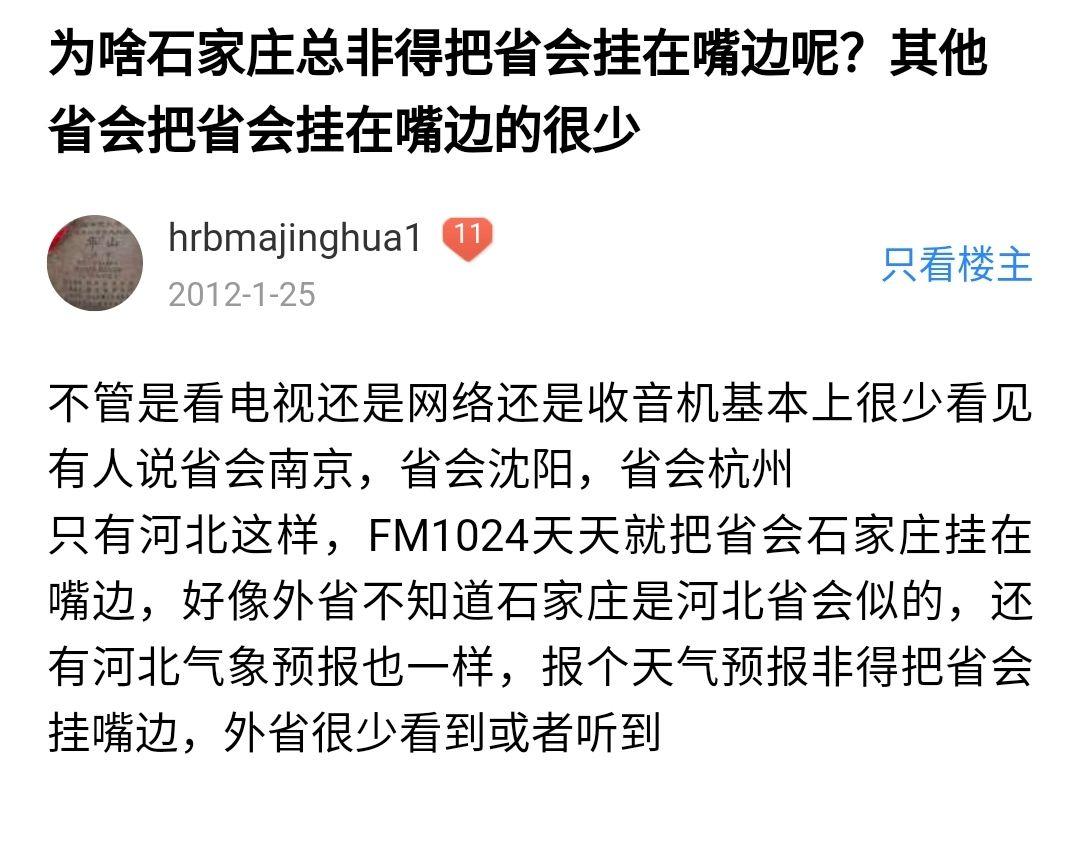 为啥石家庄总非得把省会挂在嘴边呢？其他
省会把省会挂在嘴边的很少
hrbmajinghua1
11
2012-1-25
只看楼主
不管是看电视还是网络还是收音机基本上很少看见
有人说省会南京，省会沈阳，省会杭州
只有河北这样，FM1024天天就把省会石家庄挂在
嘴边，好像外省不知道石家庄是河北省会似的，还
有河北气象预报也一样，报个天气预报非得把省会
挂嘴边，外省很少看到或者听到